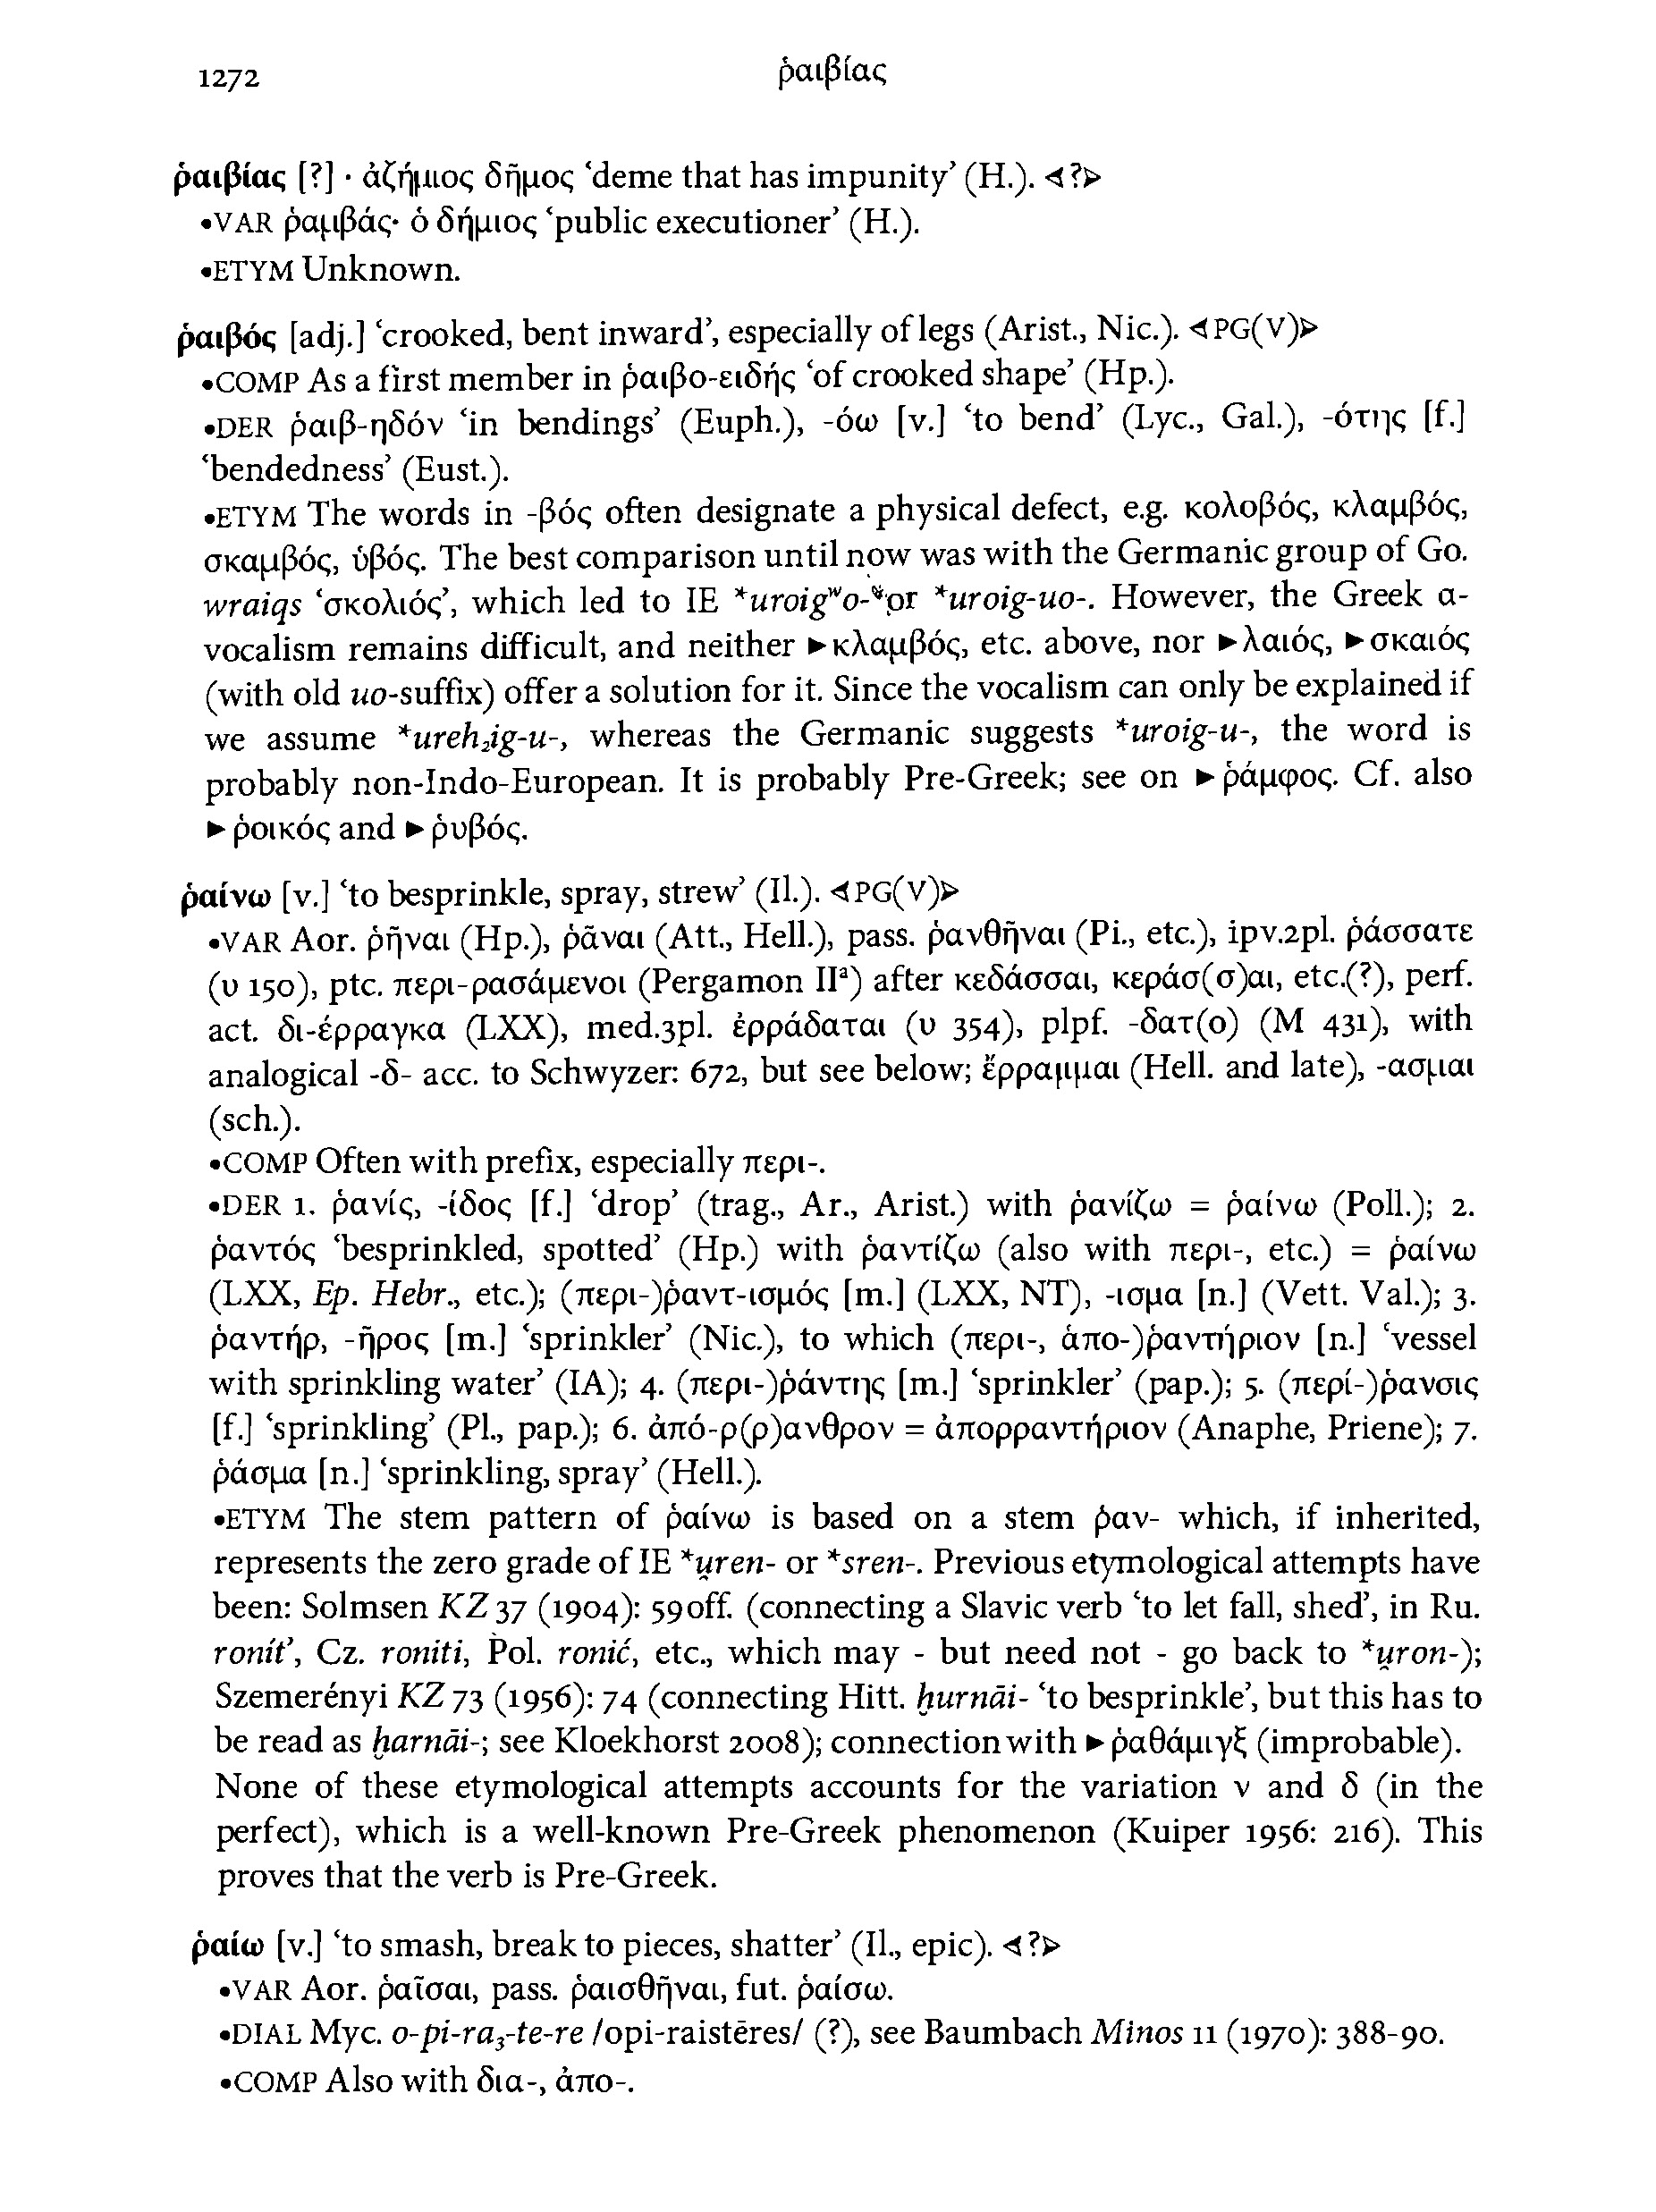 1272 ῥαιβίας
ῥαιβίας [?] · ἀζήμιος δῆμος ‘deme that has impunity’ (H.). ⊲?⊳
•VAR ῥαμβάς· ὁ δήμιος ‘public executioner’ (H.).
•ETYM Unknown.
ῥαιβός [adj.] ‘crooked, bent inward’, especially of legs (Arist., Nic.). ⊲PG(V)⊳
•COMP As a first member in ῥαιβο-ειδής ‘of crooked shape’ (Hp.).
•DER ῥαιβ-ηδόν ‘in bendings’ (Euph.), -όω [v.] ‘to bend’ (Lyc., Gal.), -ότης [f.]
‘bendedness’ (Eust.).
•ETYM The words in -βός often designate a physical defect, e.g. κολοβός, κλαμβός,
σκαμβός, ὑβός. The best comparison until now was with the Germanic group of Go.
wraiqs ‘σκολιός’, which led to IE *u̯roigʷo- or *u̯roig-uo-. However, the Greek α-
vocalism remains difficult, and neither ►κλαμβός, etc. above, nor ►λαιός, ►σκαιός
(with old uo-suffix) offer a solution for it. Since the vocalism can only be explained if
we assume *u̯reh₂ig-u-, whereas the Germanic suggests *u̯roig-u-, the word is
probably non-Indo-European. It is probably Pre-Greek; see on ►ῥάμφος. Cf. also
►ῥοικός and ►ῥυβός.
ῥαίνω [v.] ‘to besprinkle, spray, strew’ (Il.). ⊲PG(V)⊳
•VAR Aor. ῥῆναι (Hp.), ῥᾶναι (Att., Hell.), pass. ῥανθῆναι (Pi., etc.), ipv.2pl. ῥάσσατε
(υ 150), ptc. περι-ρασάμενοι (Pergamon IIᵃ) after κεδάσσαι, κεράσ(σ)αι, etc.(?), perf.
act. δι-έρραγκα (LXX), med.3pl. ἐρράδαται (υ 354), plpf. -δατ(ο) (M 431), with
analogical -δ- acc. to Schwyzer: 672, but see below; ἔρραμμαι (Hell. and late), -ασμαι
(sch.).
•COMP Often with prefix, especially περι-.
•DER 1. ῥανίς, -ίδος [f.] ‘drop’ (trag., Ar., Arist.) with ῥανίζω = ῥαίνω (Poll.); 2.
ῥαντός ‘besprinkled, spotted’ (Hp.) with ῥαντίζω (also with περι-, etc.) = ῥαίνω
(LXX, Ep. Hebr., etc.); (περι-)ῥαντ-ισμός [m.] (LXX, NT), -ισμα [n.] (Vett. Val.); 3.
ῥαντήρ, -ῆρος [m.] ‘sprinkler’ (Nic.), to which (περι-, ἀπο-)ῥαντήριον [n.] ‘vessel
with sprinkling water’ (IA); 4. (περι-)ῥάντης [m.] ‘sprinkler’ (pap.); 5. (περί-)ῥανσις
[f.] ‘sprinkling’ (Pl., pap.); 6. ἀπό-ρ(ρ)ανθρον = ἀπορραντήριον (Anaphe, Priene); 7.
ῥάσμα [n.] ‘sprinkling, spray’ (Hell.).
•ETYM The stem pattern of ῥαίνω is based on a stem ῥαν- which, if inherited,
represents the zero grade of IE *u̯ren- or *sren-. Previous etymological attempts have
been: Solmsen KZ 37 (1904): 590ff. (connecting a Slavic verb ‘to let fall, shed’, in Ru.
ronít’, Cz. roniti, Pol. ronić, etc., which may - but need not - go back to *u̯ron-);
Szemerényi KZ 73 (1956): 74 (connecting Hitt. ḫurnāi- ‘to besprinkle’, but this has to
be read as ḫarnāi-; see Kloekhorst 2008); connection with ►ῥαθάμιγξ (improbable).
None of these etymological attempts accounts for the variation ν and δ (in the
perfect), which is a well-known Pre-Greek phenomenon (Kuiper 1956: 216). This
proves that the verb is Pre-Greek.
ῥαίω [v.] ‘to smash, break to pieces, shatter’ (Il., epic). ⊲?⊳
•VAR Aor. ῥαῖσαι, pass. ῥαισθῆναι, fut. ῥαίσω.
•DIAL Myc. o-pi-ra₃-te-re /opi-raistēres/ (?), see Baumbach Minos 11 (1970): 388-90.
•COMP Also with δια-, ἀπο-.